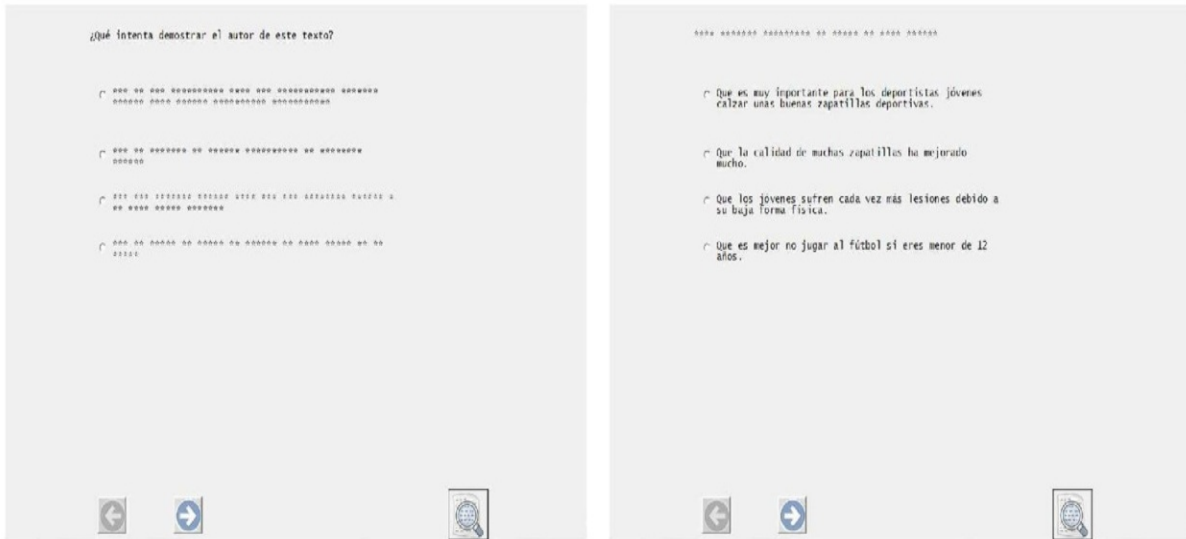 ¿Qué intenta demostrar el autor de este texto?
*** ** *** ********** **** *** ************ *******
****** **** ****** ********** ***********
*** ** ******* ** ****** ********** ** ********
******
*** *** ******* ****** **** *** *** ******** ****** *
** **** ***** *******
*** ** ***** ** ***** ** ****** ** **** ***** ** **
*****
**** ******* ********* ** ***** ** **** ******
Que es muy importante para los deportistas jóvenes
calzar unas buenas zapatillas deportivas.
Que la calidad de muchas zapatillas ha mejorado
mucho.
Que los jóvenes sufren cada vez más lesiones debido a
su baja forma física.
Que es mejor no jugar al fútbol si eres menor de 12
años.